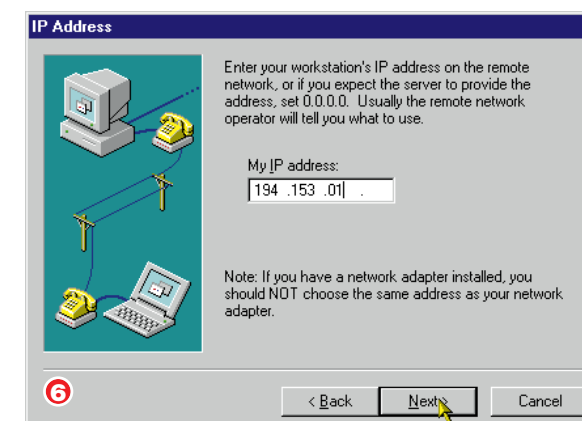 IP Address
Enter your workstation's IP address on the remote
network, or if you expect the server to provide the
address, set 0.0.0.0. Usually the remote network
operator will tell you what to use.
My IP address:
194 .153 .01 .
Note: If you have a network adapter installed, you
should NOT choose the same address as your network
adapter.
6
< Back Next > Cancel